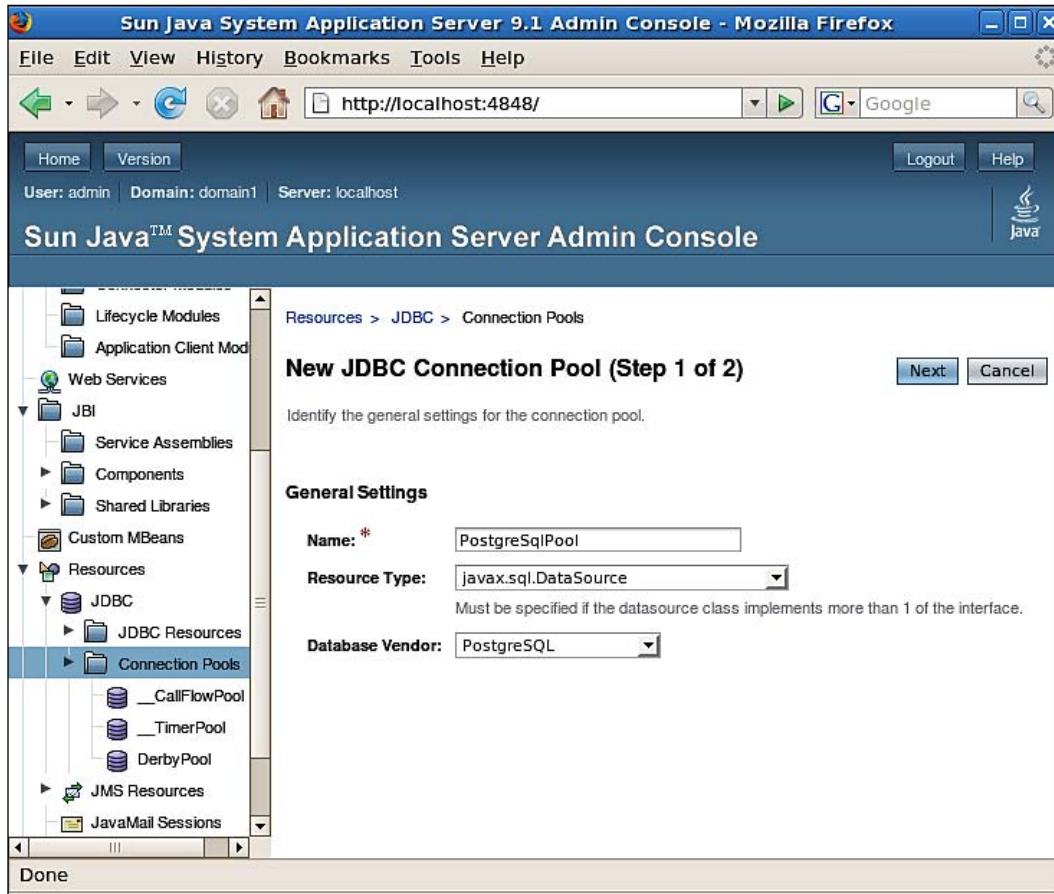 Sun Java System Application Server 9.1 Admin Console - Mozilla Firefox
File Edit View History Bookmarks Tools Help
http://localhost:4848/
G Google
Home Version
Logout Help
User: admin Domain: domain1 Server: localhost
Sun Java™ System Application Server Admin Console
Java
Lifecycle Modules
Application Client Mod
Web Services
JBI
Service Assemblies
Components
Shared Libraries
Custom MBeans
Resources
JDBC
JDBC Resources
Connection Pools
__CallFlowPool
__TimerPool
DerbyPool
JMS Resources
JavaMail Sessions
Resources > JDBC > Connection Pools
New JDBC Connection Pool (Step 1 of 2)
Next Cancel
Identify the general settings for the connection pool.
General Settings
Name: * PostgreSqlPool
Resource Type: javax.sql.DataSource
Must be specified if the datasource class implements more than 1 of the interface.
Database Vendor: PostgreSQL
Done